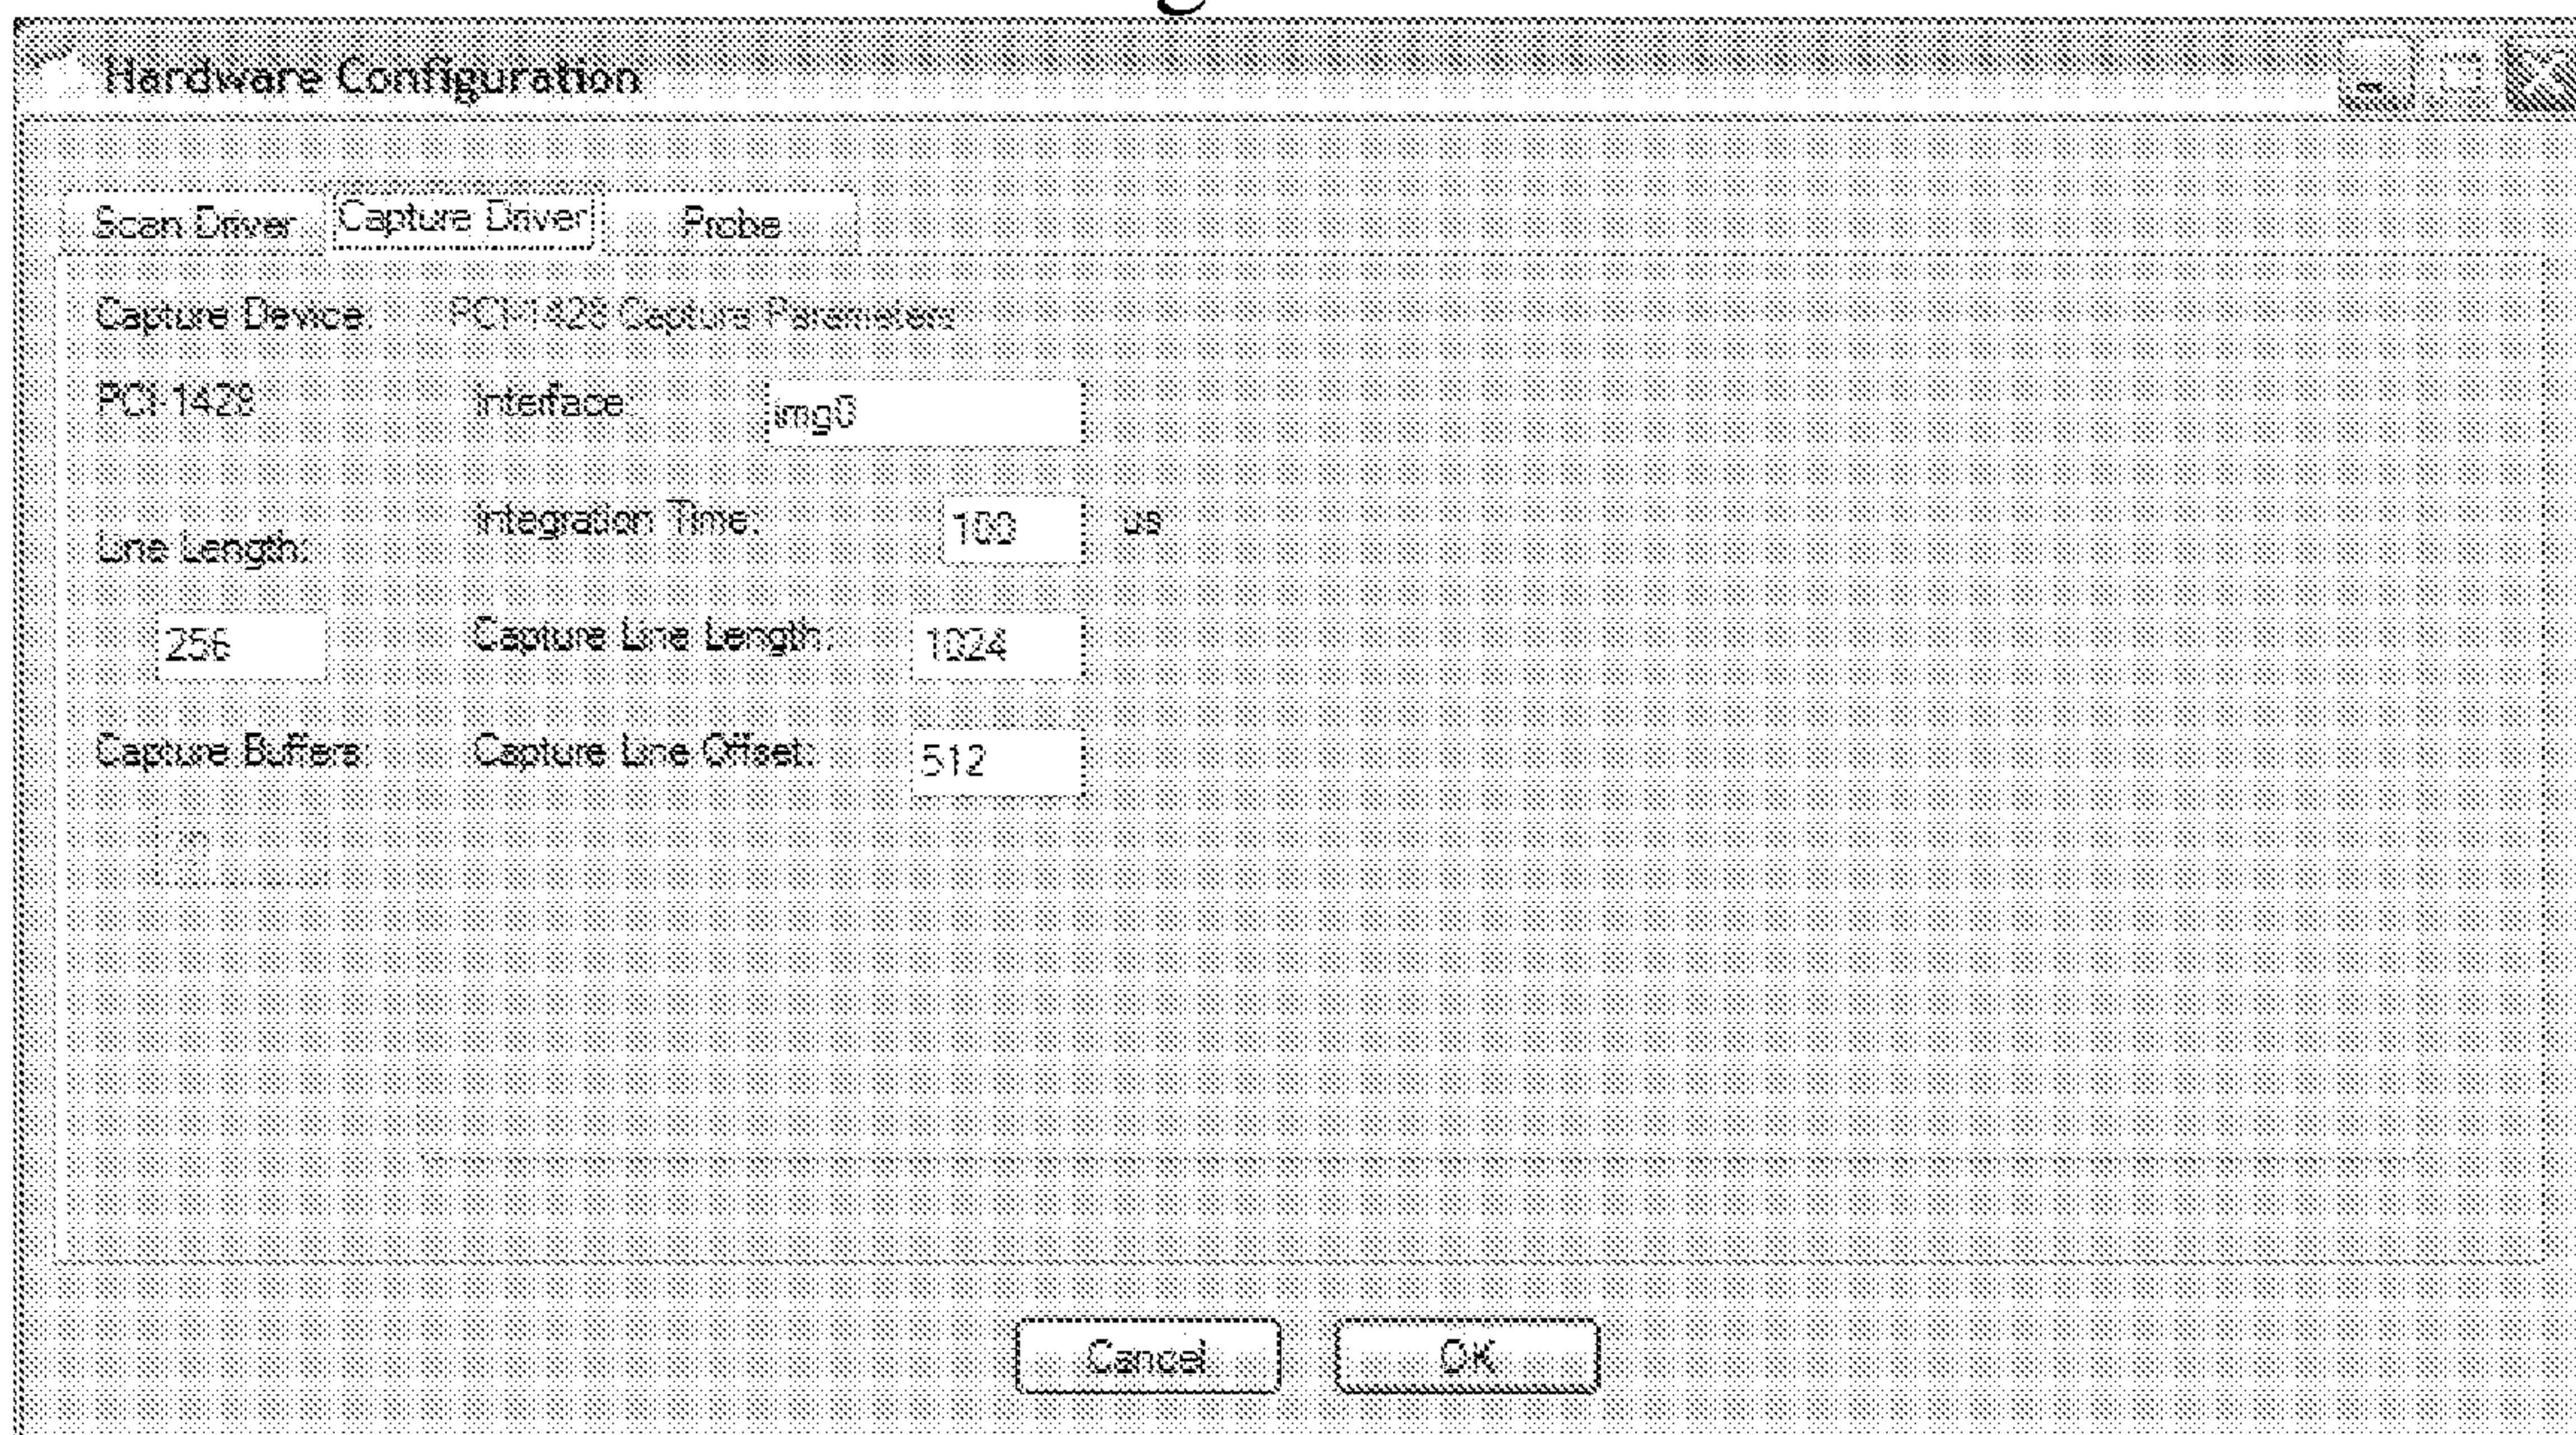 Hardware Configuration
Scan Driver
Capture Driver
Probe
Capture Device:
PCI-1428
Line Length:
256
Capture Buffers:
PCI-1428 Capture Parameters
Interface:
img0
Integration Time:
100
us
Capture Line Length:
1024
Capture Line Offset:
512
Cancel
OK